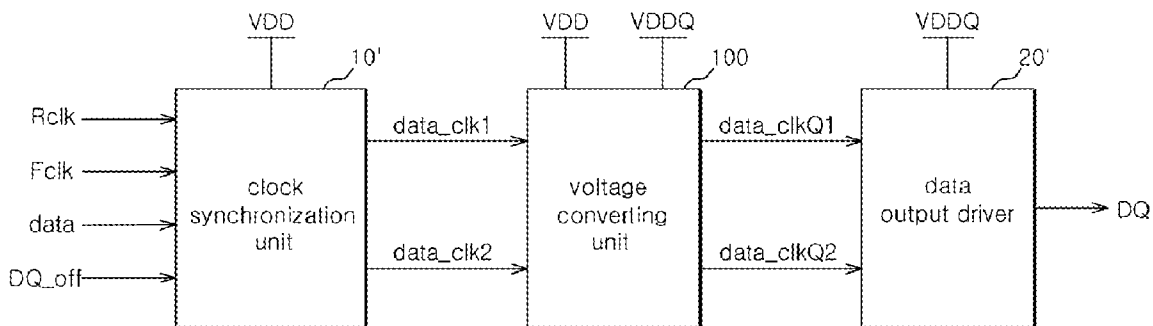 VDD
VDD
VDDQ
VDDQ
10'
100
20'
Rclk
Fclk
data
DQ_off
clock
synchronization
unit
data_clk1
data_clk2
voltage
converting
unit
data_clkQ1
data_clkQ2
data
output driver
DQ